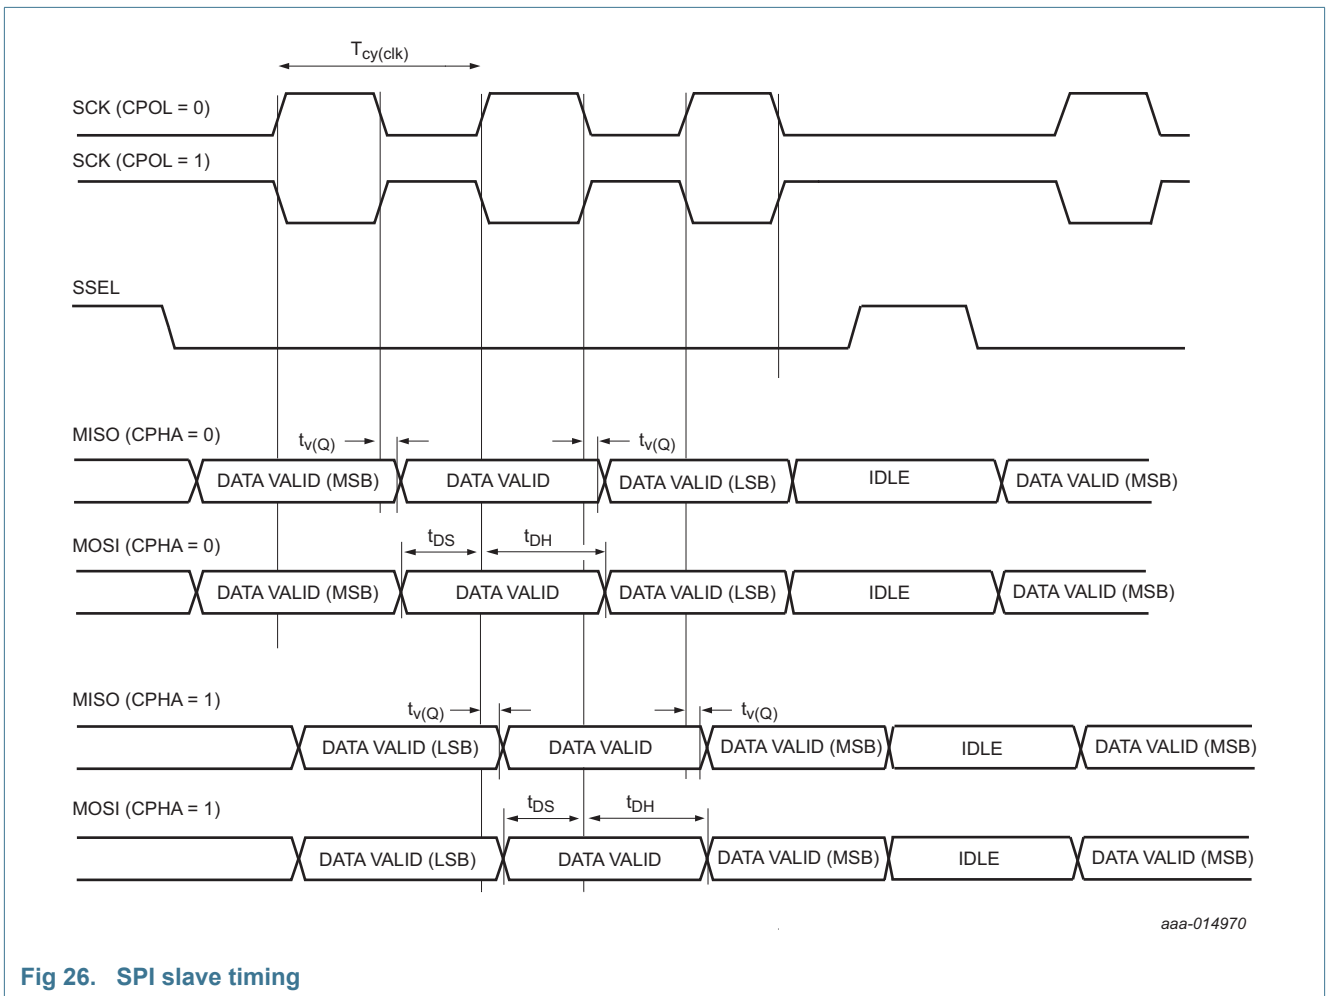 Tcy(clk)
SCK (CPOL = 0)
SCK (CPOL = 1)
SSEL
MISO (CPHA = 0)
tv(Q) tv(Q)
DATA VALID (MSB) DATA VALID DATA VALID (LSB) IDLE DATA VALID (MSB)
MOSI (CPHA = 0)
tDS tDH
DATA VALID (MSB) DATA VALID DATA VALID (LSB) IDLE DATA VALID (MSB)
MISO (CPHA = 1)
tv(Q) tv(Q)
DATA VALID (LSB) DATA VALID DATA VALID (MSB) IDLE DATA VALID (MSB)
MOSI (CPHA = 1)
tDS tDH
DATA VALID (LSB) DATA VALID DATA VALID (MSB) IDLE DATA VALID (MSB)
aaa-014970
Fig 26. SPI slave timing